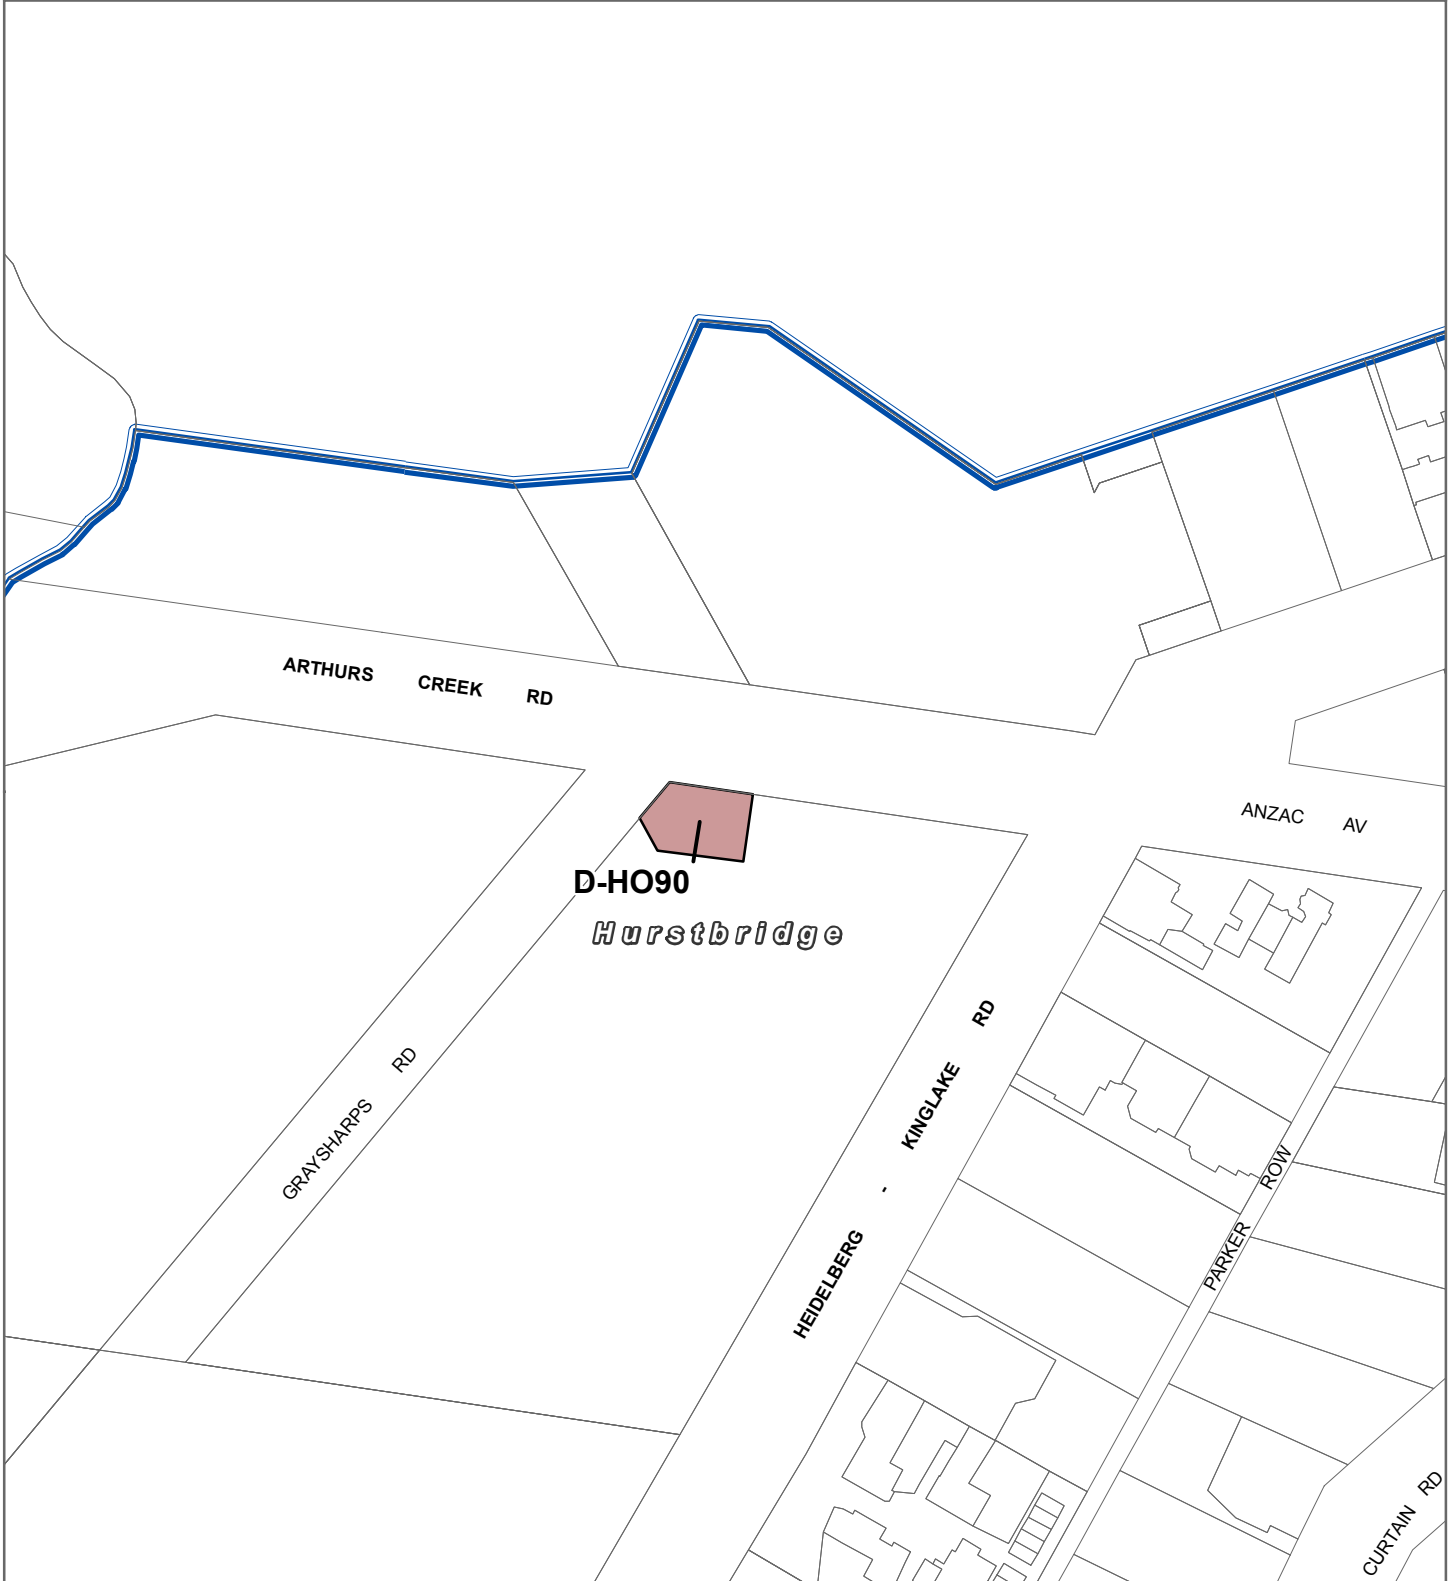 ARTHURS CREEK RD
ANZAC AV
D-HO90
Hurstbridge
GRAYSHARPS RD
HEIDELBERG - KINGLAKE RD
PARKER ROW
CURTAIN RD